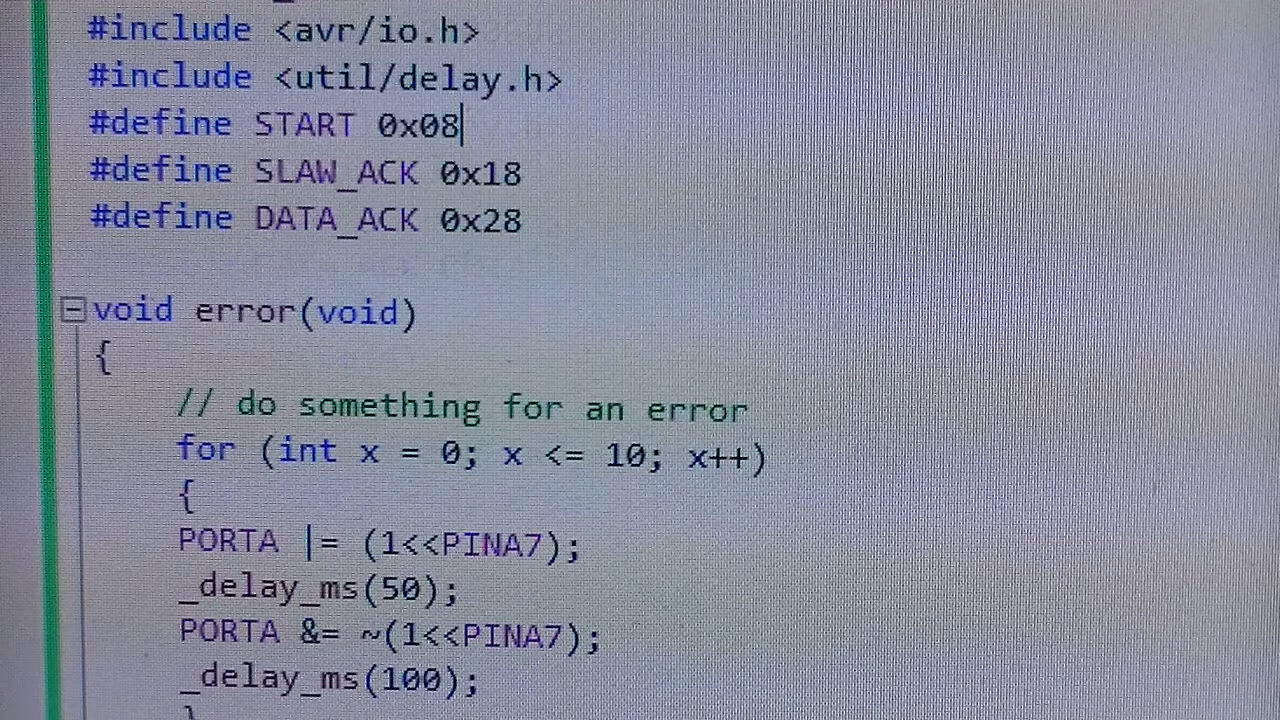 #include <avr/io.h>
#include <util/delay.h>
#define START 0x08
#define SLAW_ACK 0x18
#define DATA_ACK 0x28
void error(void)
{
// do something for an error
for (int x = 0; x <= 10; x++)
{
PORTA |= (1<<PINA7);
_delay_ms(50);
PORTA &= ~(1<<PINA7);
_delay_ms(100);
}